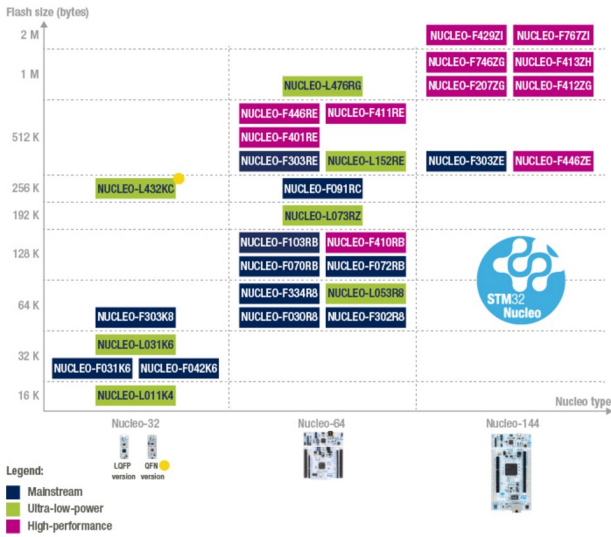 Flash size (bytes)
2 M
NUCLEO-F429ZI NUCLEO-F767ZI
NUCLEO-F746ZG NUCLEO-F413ZH
1 M
NUCLEO-L476RG NUCLEO-F207ZG NUCLEO-F412ZG
NUCLEO-F446RE NUCLEO-F411RE
512 K
NUCLEO-F401RE
NUCLEO-F303RE NUCLEO-L152RE NUCLEO-F303ZE NUCLEO-F446ZE
256 K
NUCLEO-L432KC NUCLEO-F091RC
192 K
NUCLEO-L073RZ
NUCLEO-F103RB NUCLEO-F410RB
128 K
NUCLEO-F070RB NUCLEO-F072RB
NUCLEO-F334R8 NUCLEO-L053R8
STM32
Nucleo
64 K
NUCLEO-F303K8 NUCLEO-F030R8 NUCLEO-F302R8
NUCLEO-L031K6
32 K
NUCLEO-F031K6 NUCLEO-F042K6
16 K
NUCLEO-L011K4
Nucleo type
Nucleo-32 Nucleo-64 Nucleo-144
LQFP version
QFN version
Legend:
Mainstream
Ultra-low-power
High-performance